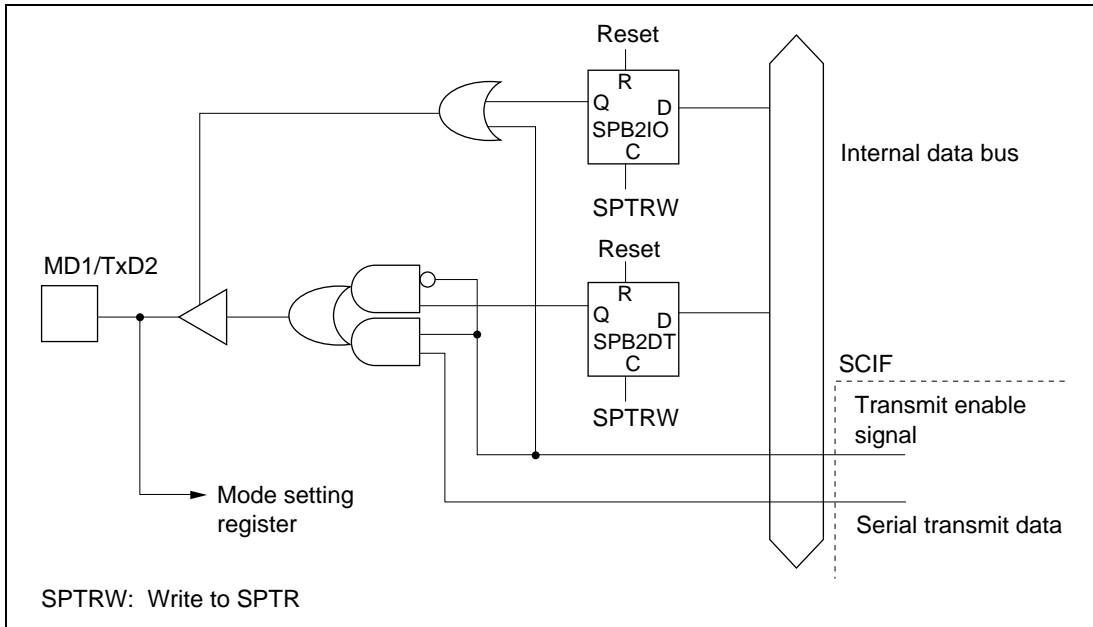 Reset
R
Q D
SPB2IO
C
SPTRW
Internal data bus
Reset
MD1/TxD2
R
Q D
SPB2DT
C
SPTRW
SCIF
Transmit enable
signal
Mode setting
register
Serial transmit data
SPTRW: Write to SPTR